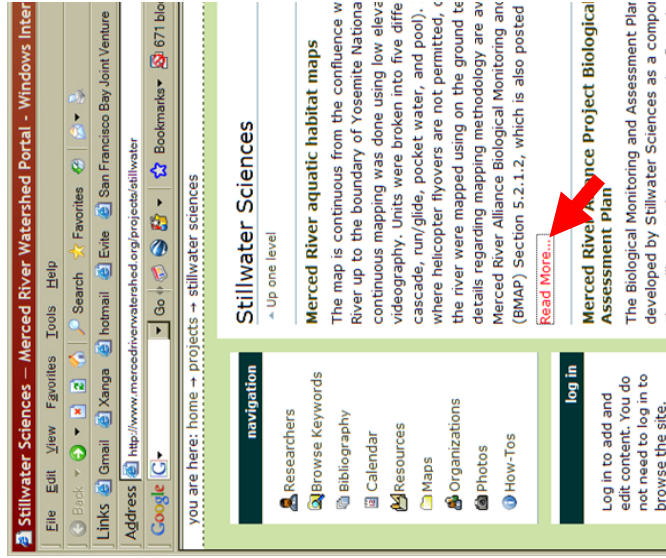 Stillwater Sciences — Merced River Watershed Portal - Windows Inter
File Edit View Favorites Tools Help
Back Search Favorites
Links Gmail Xanga hotmail Evite San Francisco Bay Joint Venture
Address http://www.mercedriverwatershed.org/projects/stillwater
Google G Go Bookmarks 671 blo
you are here: home → projects → stillwater sciences
navigation
Researchers
Browse Keywords
Bibliography
Calendar
Resources
Maps
Organizations
Photos
How-Tos
log in
Log in to add and
edit content. You do
not need to log in to
browse the site.
Stillwater Sciences
Up one level
Merced River aquatic habitat maps
The map is continuous from the confluence w
River up to the boundary of Yosemite Nationa
continuous mapping was done using low eleva
videography. Units were broken into five diffe
cascade, run/glide, pocket water, and pool).
where helicopter flyovers are not permitted,
the river were mapped using on the ground te
details regarding mapping methodology are av
Merced River Alliance Biological Monitoring and
(BMAP) Section 5.2.1.2, which is also posted
Read More...
Merced River Project Biological
Assessment Plan
The Biological Monitoring and Assessment Plan
developed by Stillwater Sciences as a compor